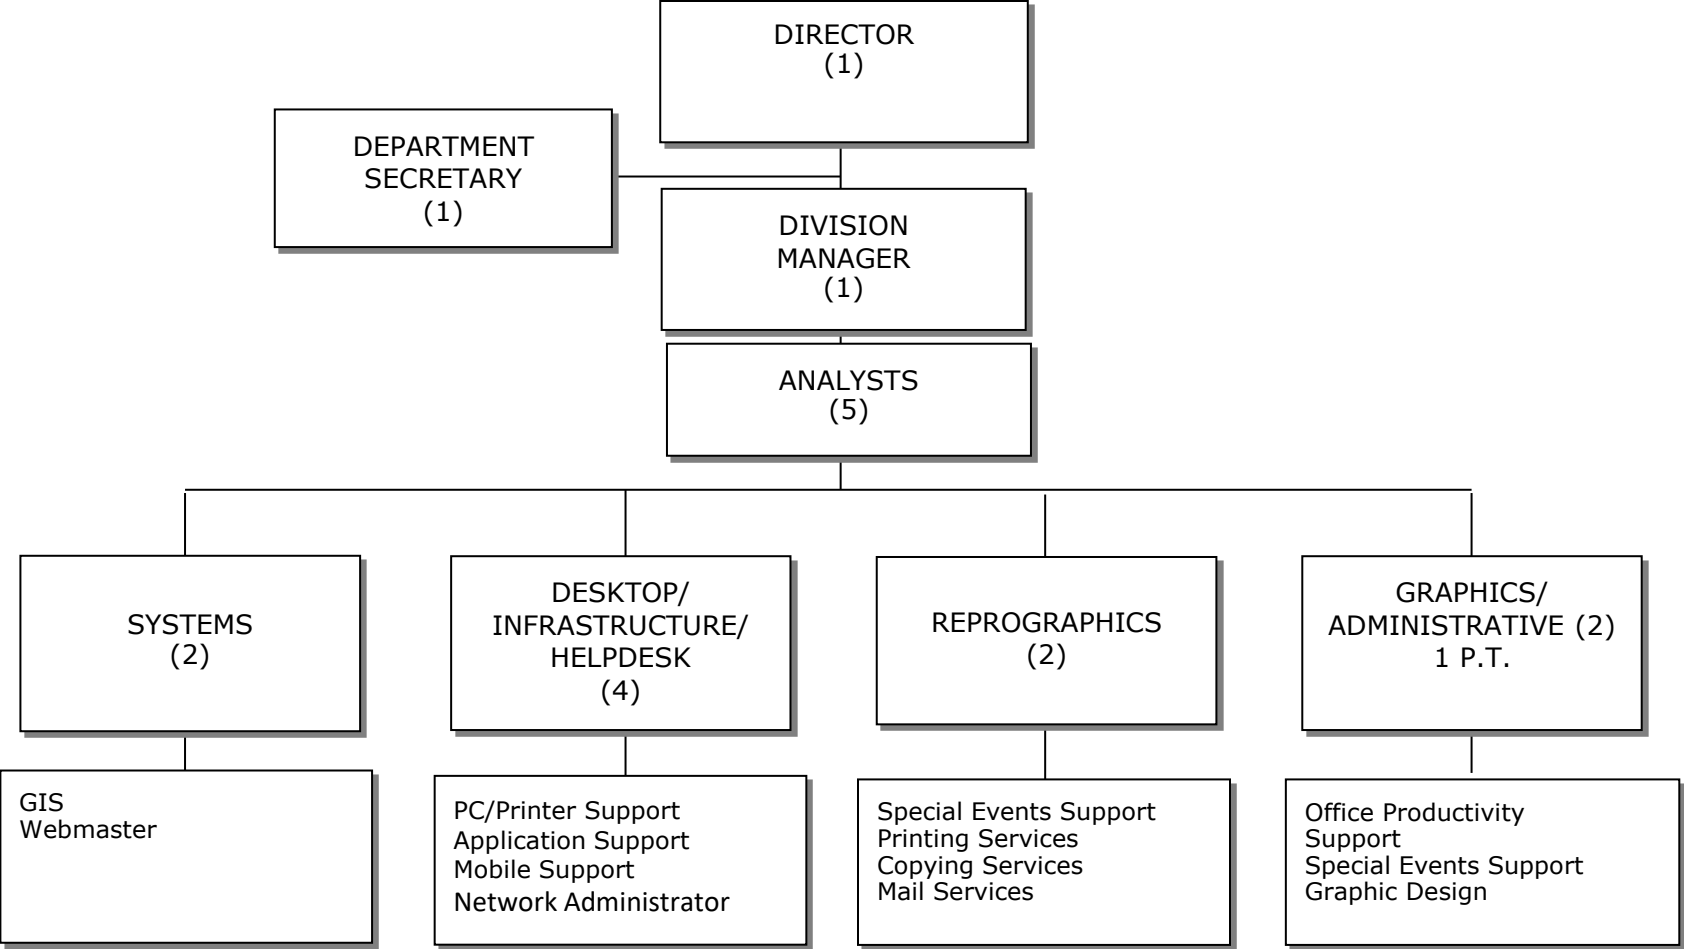 DIRECTOR
(1)
DEPARTMENT
SECRETARY
(1)
DIVISION
MANAGER
(1)
ANALYSTS
(5)
SYSTEMS
(2)
DESKTOP/
INFRASTRUCTURE/
HELPDESK
(4)
REPROGRAPHICS
(2)
GRAPHICS/
ADMINISTRATIVE (2)
1 P.T.
GIS
Webmaster
PC/Printer Support
Application Support
Mobile Support
Network Administrator
Special Events Support
Printing Services
Copying Services
Mail Services
Office Productivity
Support
Special Events Support
Graphic Design